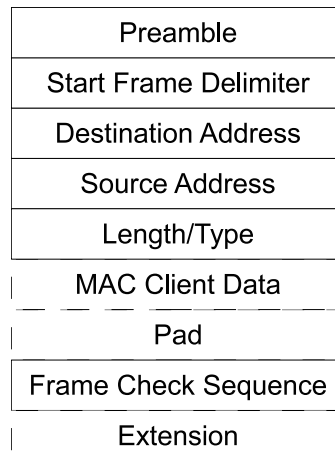 Preamble
Start Frame Delimiter
Destination Address
Source Address
Length/Type
MAC Client Data
Pad
Frame Check Sequence
Extension